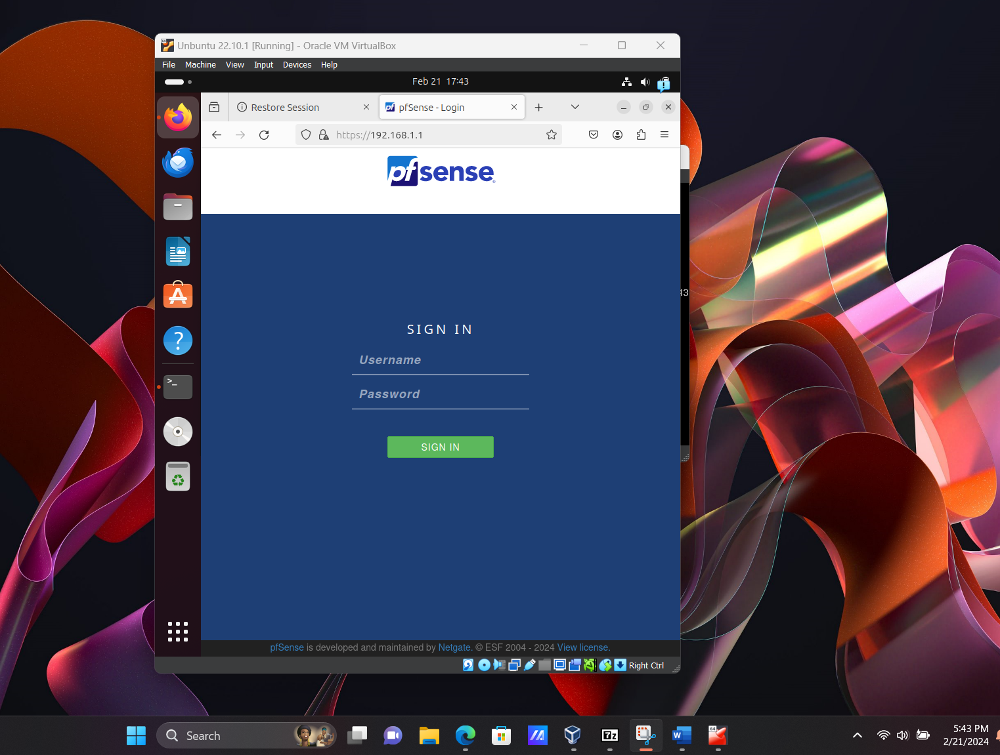 Unbuntu 22.10.1 [Running] - Oracle VM VirtualBox
File Machine View Input Devices Help
Feb 21 17:43
Restore Session
pfSense - Login
https://192.168.1.1
pfsense
SIGN IN
Username
Password
SIGN IN
pfSense is developed and maintained by Netgate. © ESF 2004 - 2024 View license.
Right Ctrl
Search
7z
W
64
5:43 PM
2/21/2024